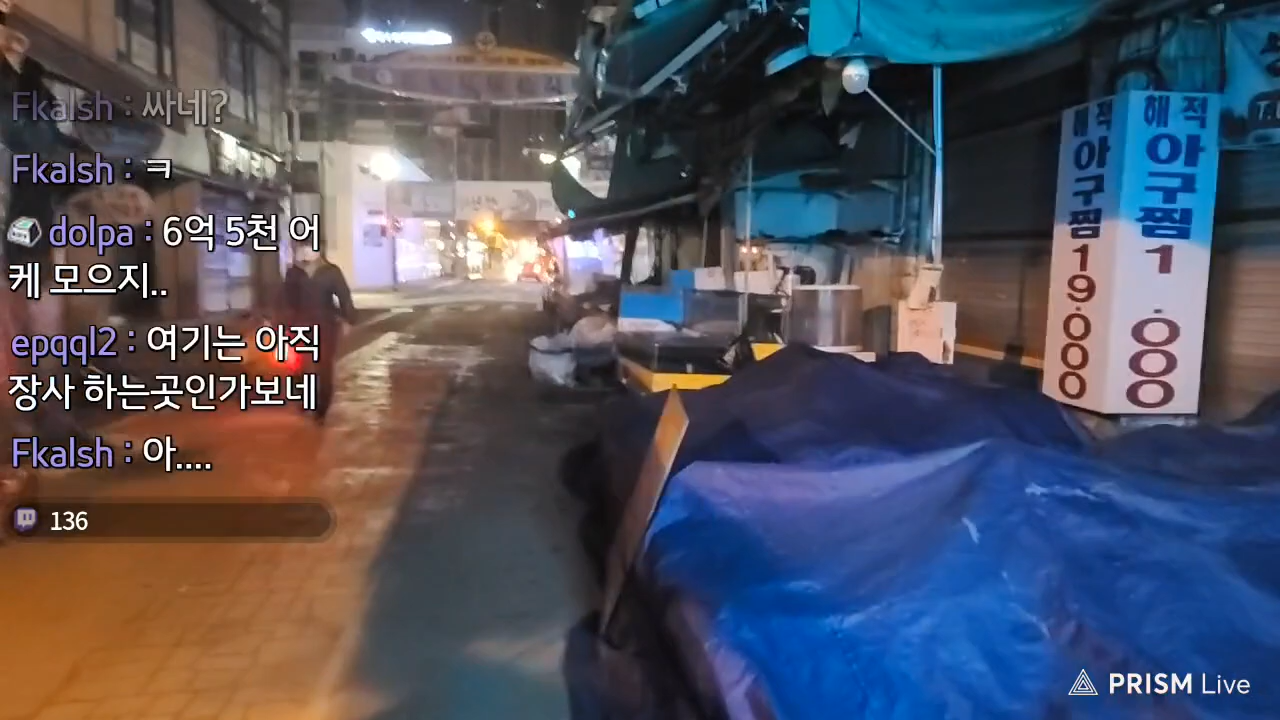 Fkalsh : 싸네?
Fkalsh : ㅋ
dolpa : 6억 5천 어
케 모으지..
epqql2 : 여기는 아직
장사 하는곳인가보네
Fkalsh : 아....
136
해적
아구찜
19.000
해적
아구찜
1.000
PRISM Live